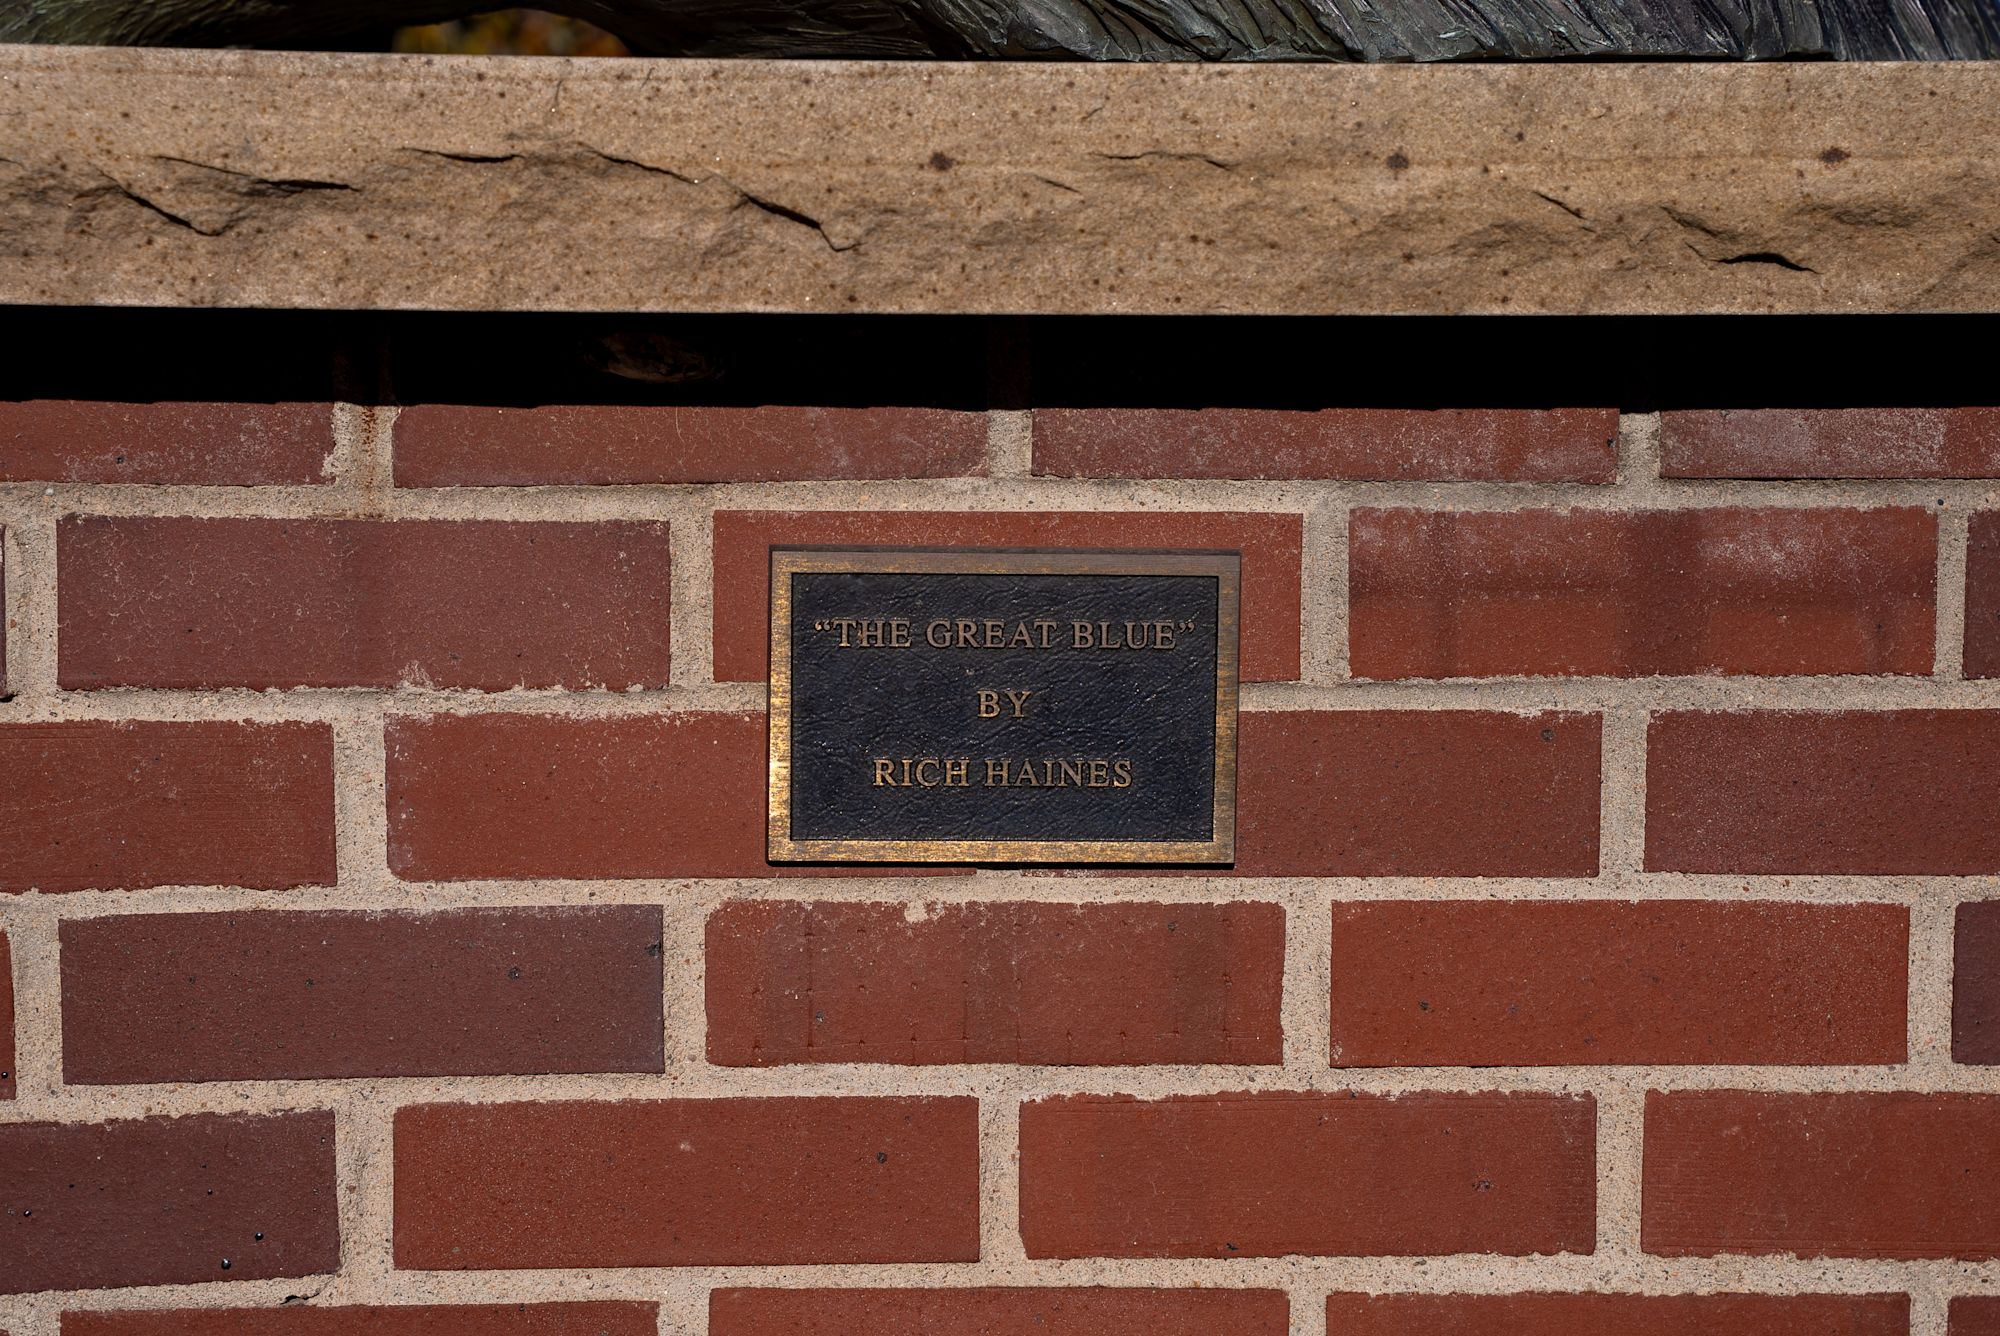 “THE GREAT BLUE”
BY
RICH HAINES